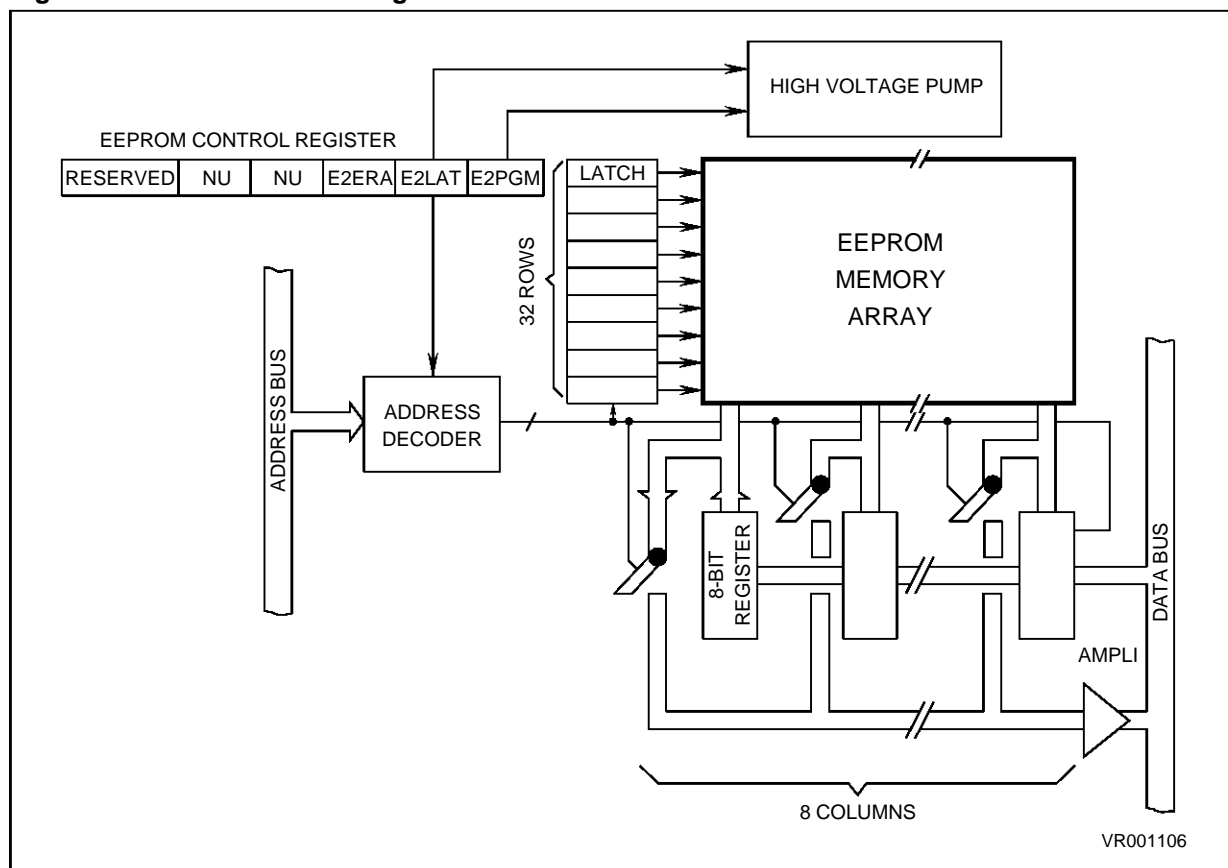 HIGH VOLTAGE PUMP
EEPROM CONTROL REGISTER
RESERVED NU NU E2ERA E2LAT E2PGM
LATCH
32 ROWS
EEPROM
MEMORY
ARRAY
ADDRESS BUS
ADDRESS
DECODER
8-BIT
REGISTER
DATA BUS
AMPLI
8 COLUMNS
VR001106